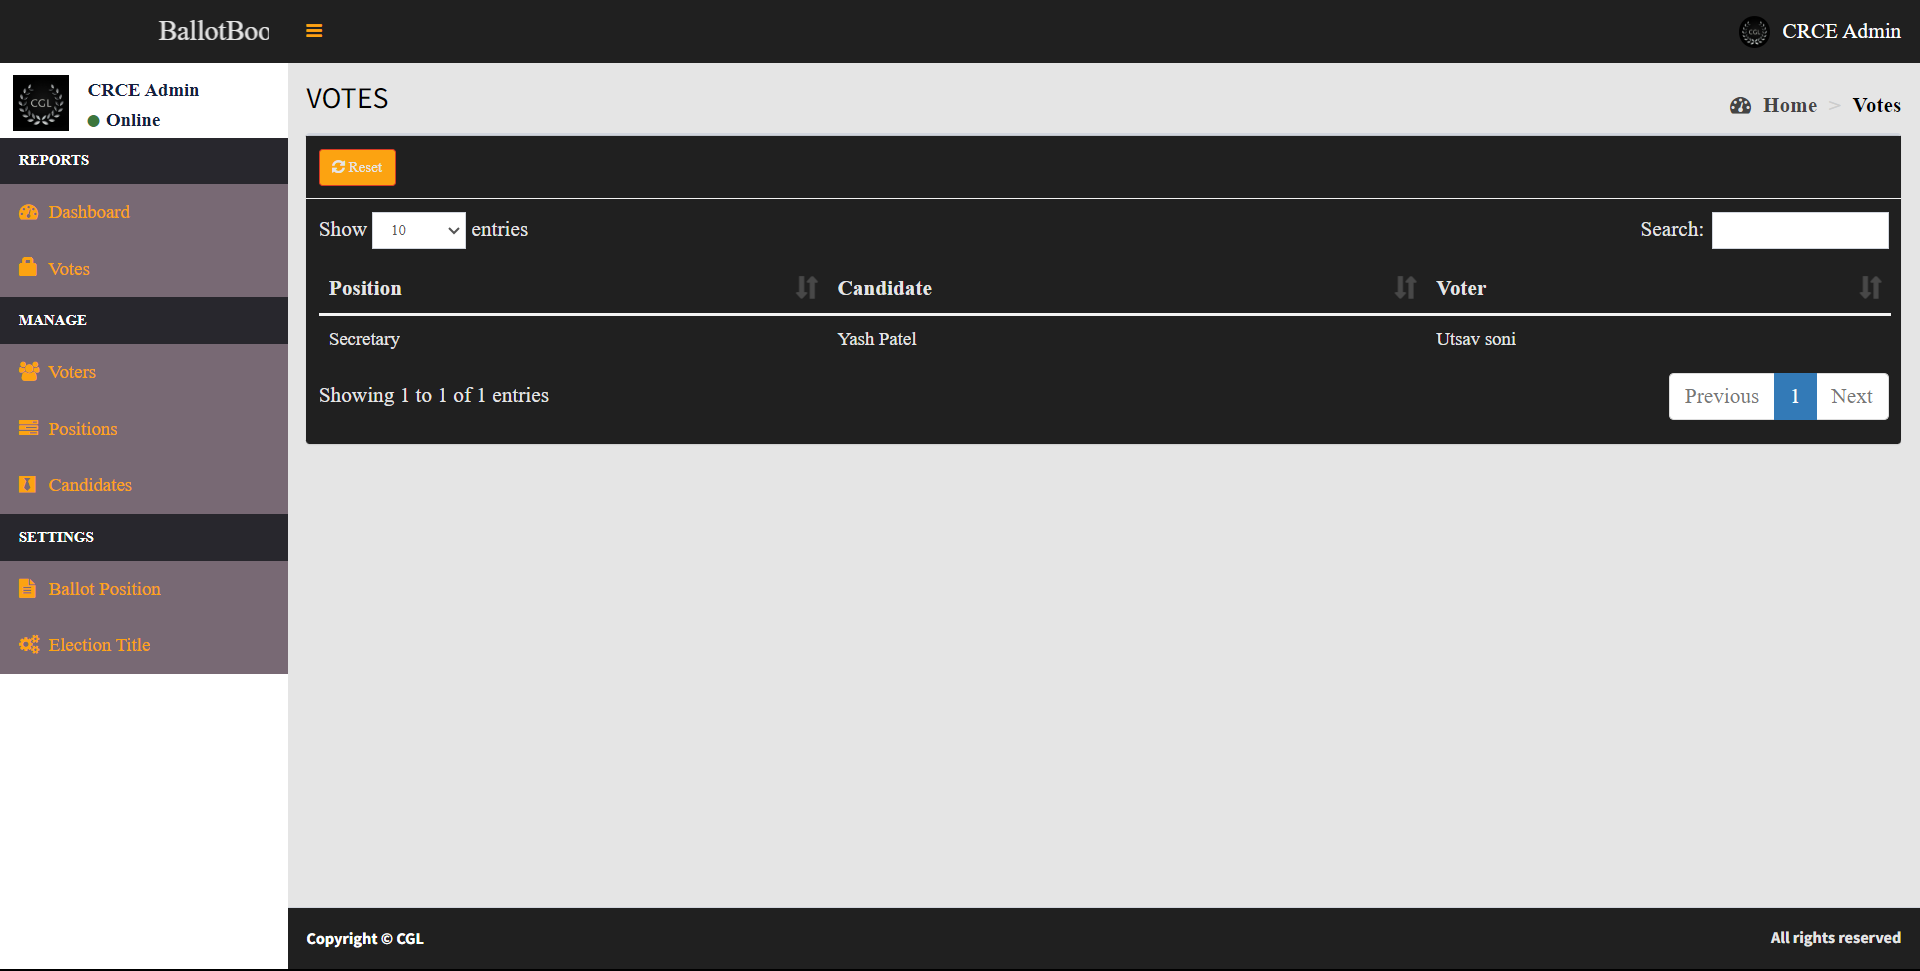 BallotBoo
CRCE Admin
CGL
CRCE Admin
Online
REPORTS
Dashboard
Votes
MANAGE
Voters
Positions
Candidates
SETTINGS
Ballot Position
Election Title
VOTES
Home > Votes
Reset
Show 10 entries
Search:
Position Candidate Voter
Secretary Yash Patel Utsav soni
Showing 1 to 1 of 1 entries
Previous 1 Next
Copyright © CGL
All rights reserved